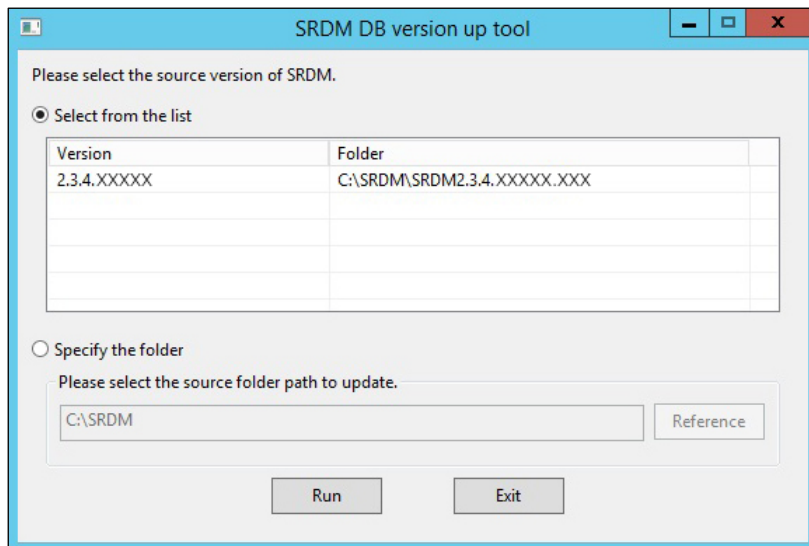 SRDM DB version up tool
Please select the source version of SRDM.
Select from the list
Version Folder
2.3.4.XXXXX C:\SRDM\SRDM2.3.4.XXXXX.XXX
Specify the folder
Please select the source folder path to update.
C:\SRDM Reference
Run Exit